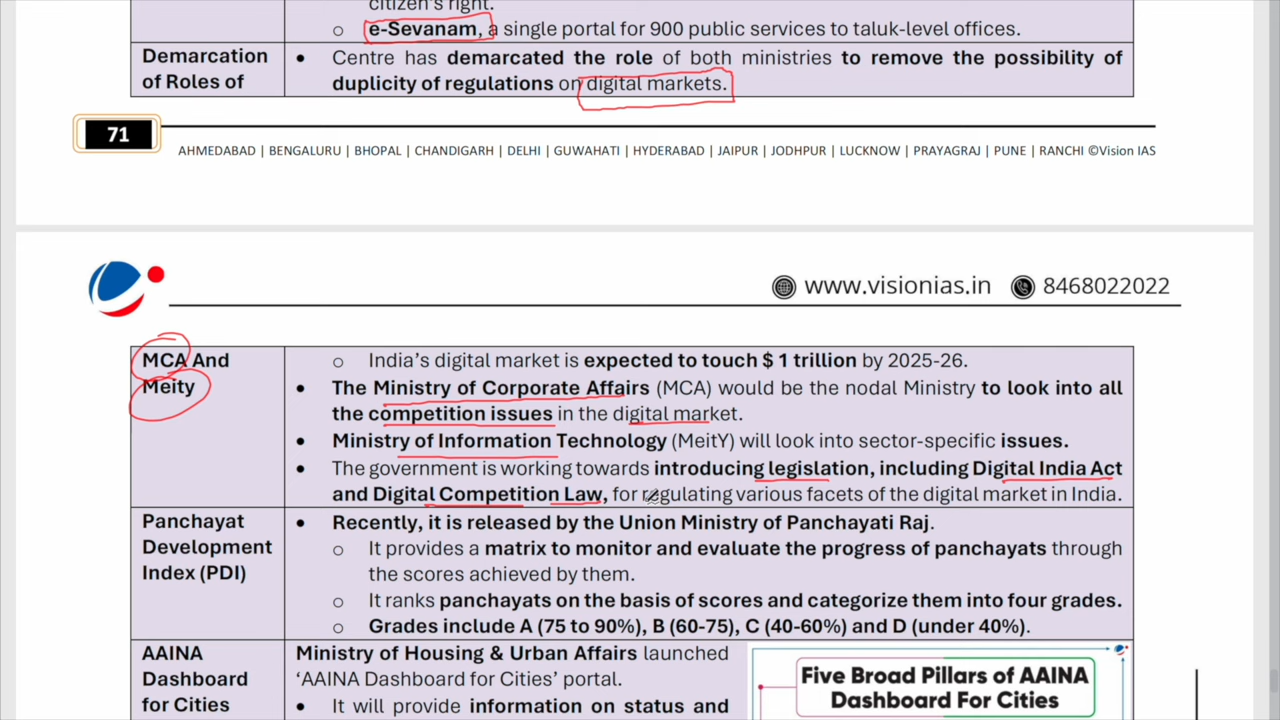 citizen's right.
o e-Sevanam, a single portal for 900 public services to taluk-level offices.
Demarcation
of Roles of
• Centre has demarcated the role of both ministries to remove the possibility of
duplicity of regulations on digital markets.
71
AHMEDABAD | BENGALURU | BHOPAL | CHANDIGARH | DELHI | GUWAHATI | HYDERABAD | JAIPUR | JODHPUR | LUCKNOW | PRAYAGRAJ | PUNE | RANCHI ©Vision IAS
www.visionias.in 8468022022
MCA And
Meity
o India's digital market is expected to touch $ 1 trillion by 2025-26.
• The Ministry of Corporate Affairs (MCA) would be the nodal Ministry to look into all
the competition issues in the digital market.
• Ministry of Information Technology (MeitY) will look into sector-specific issues.
• The government is working towards introducing legislation, including Digital India Act
and Digital Competition Law, for regulating various facets of the digital market in India.
Panchayat
Development
Index (PDI)
• Recently, it is released by the Union Ministry of Panchayati Raj.
o It provides a matrix to monitor and evaluate the progress of panchayats through
the scores achieved by them.
o It ranks panchayats on the basis of scores and categorize them into four grades.
o Grades include A (75 to 90%), B (60-75), C (40-60%) and D (under 40%).
AAINA
Dashboard
for Cities
Ministry of Housing & Urban Affairs launched
'AAINA Dashboard for Cities' portal.
• It will provide information on status and
Five Broad Pillars of AAINA
Dashboard For Cities